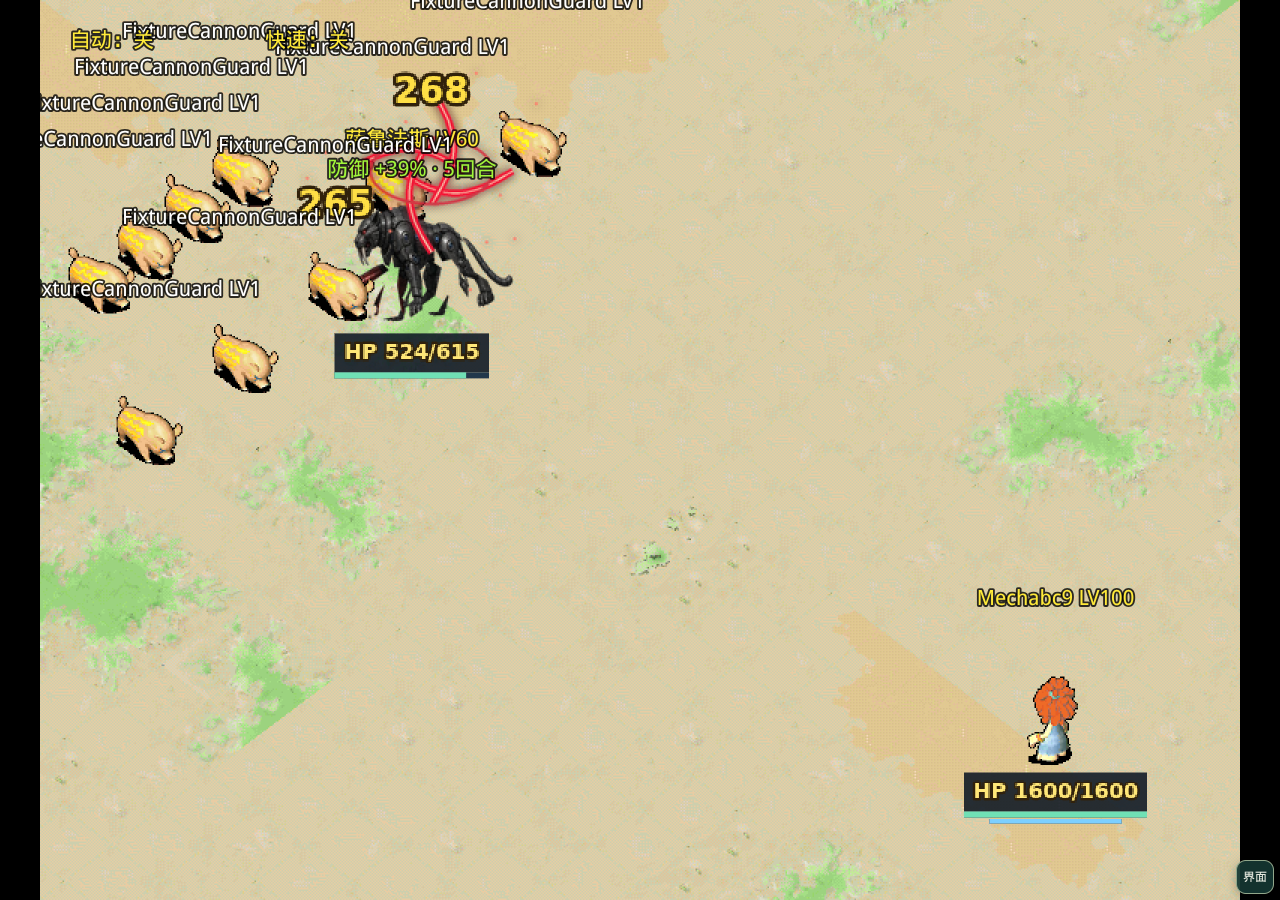 FixtureCannonGuard LV1
FixtureCannonGuard LV1
自动: 关
快速: 关
FixtureCannonGuard LV1
FixtureCannonGuard LV1
268
xtureCannonGuard LV1
eCannonGuard LV1
FixtureCannonGuard LV1
LV60
防御 +39% · 5回合
265
FixtureCannonGuard LV1
xtureCannonGuard LV1
HP 524/615
Mechabc9 LV100
HP 1600/1600
界面